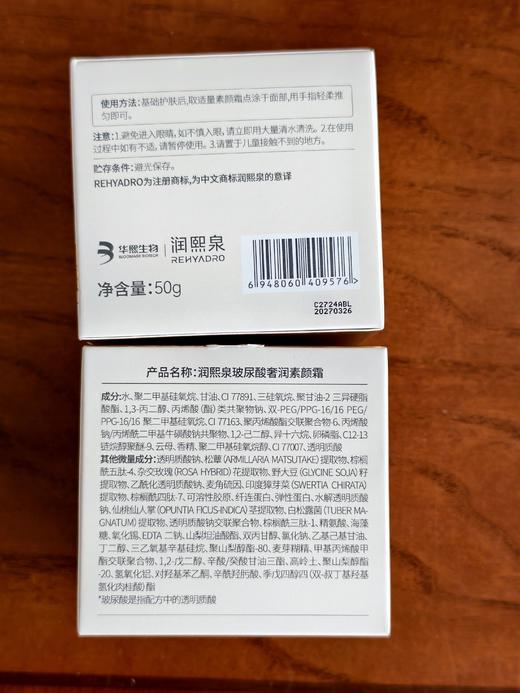 使用方法:基础护肤后,取适量素颜霜点涂于面部,用手指轻柔推
匀即可。
注意:1.避免进入眼睛,如不慎入眼,请立即用大量清水清洗。2.在使用
过程中如有不适,请暂停使用。3.请置于儿童接触不到的地方。
贮存条件:避光保存。
REHYADRO为注册商标,为中文商标润熙泉的意译
华熙生物
BLOOMAGE BIOTECH
润熙泉
REHYADRO
净含量:50g
6 948060 409576
C2724ABL
20270326
产品名称:润熙泉玻尿酸奢润素颜霜
成分:水、聚二甲基硅氧烷、甘油、CI 77891、三硅氧烷、聚甘油-2 三异硬脂
酸酯、1,3-丙二醇、丙烯酸(酯)类共聚物钠、双-PEG/PPG-16/16 PEG/
PPG-16/16 聚二甲基硅氧烷、CI 77163、聚丙烯酸酯交联聚合物-6、丙烯酸
钠/丙烯酰二甲基牛磺酸钠共聚物、1,2-己二醇、异十六烷、卵磷脂、C12-13
链烷醇聚醚-9、云母、香精、聚二甲基硅氧烷醇、CI 77007、透明质酸
其他微量成分:透明质酸钠、松蕈(ARMILLARIA MATSUTAKE)提取物、棕榈
酰五肽-4、杂交玫瑰(ROSA HYBRID)花提取物、野大豆(GLYCINE SOJA)籽
提取物、乙酰化透明质酸钠、麦角硫因、印度獐牙菜(SWERTIA CHIRATA)
提取物、棕榈酰四肽-7、可溶性胶原、纤连蛋白、弹性蛋白、水解透明质酸
钠、仙桃仙人掌(OPUNTIA FICUS-INDICA)茎提取物、白松露菌(TUBER MA-
GNATUM)提取物、透明质酸钠交联聚合物、棕榈酰三肽-1、精氨酸、海藻
糖、氧化锡、EDTA 二钠、山梨坦油酸酯、双丙甘醇、氯化钠、乙基己基甘油、
丁二醇、三乙氧基辛基硅烷、聚山梨醇酯-80、麦芽糊精、甲基丙烯酸甲
酯交联聚合物、1,2-戊二醇、辛酸/癸酸甘油三酯、高岭土、聚山梨醇酯
-20、氢氧化铝、对羟基苯乙酮、辛酰羟肟酸、季戊四醇四(双-叔丁基羟基
氢化肉桂酸)酯
*玻尿酸是指配方中的透明质酸